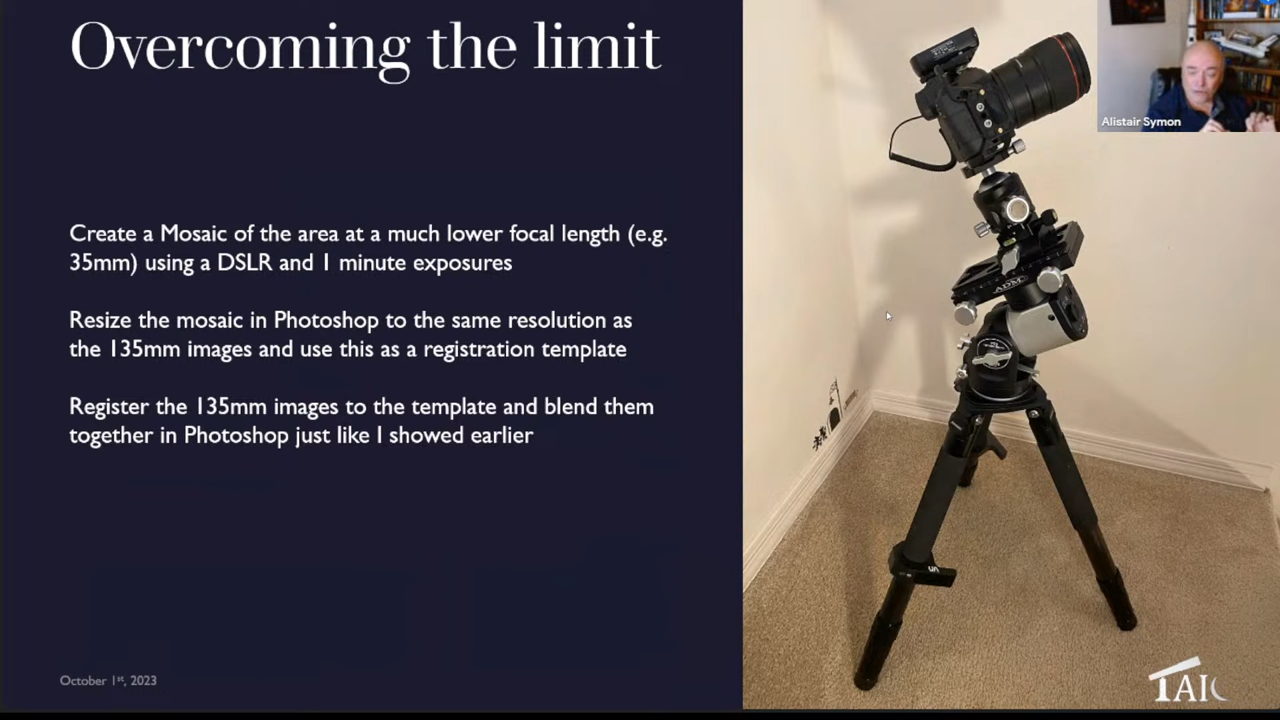 Overcoming the limit
Alistair Symon
Create a Mosaic of the area at a much lower focal length (e.g.
35mm) using a DSLR and 1 minute exposures
Resize the mosaic in Photoshop to the same resolution as
the 135mm images and use this as a registration template
Register the 135mm images to the template and blend them
together in Photoshop just like I showed earlier
ADM
October 1st, 2023
TAIC